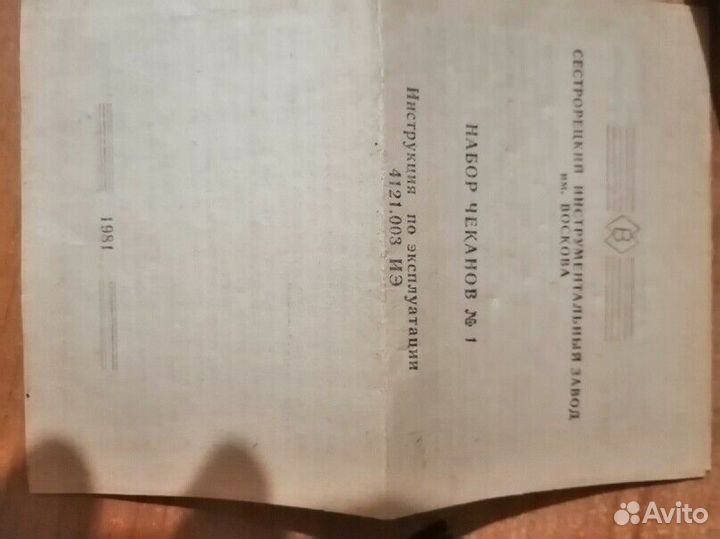 В
СЕСТРОРЕЦКИЙ ИНСТРУМЕНТАЛЬНЫЙ ЗАВОД
им. ВОСКОВА
НАБОР ЧЕКАНОВ № 1
Инструкция по эксплуатации
4121.003 ИЭ
1981
Avito